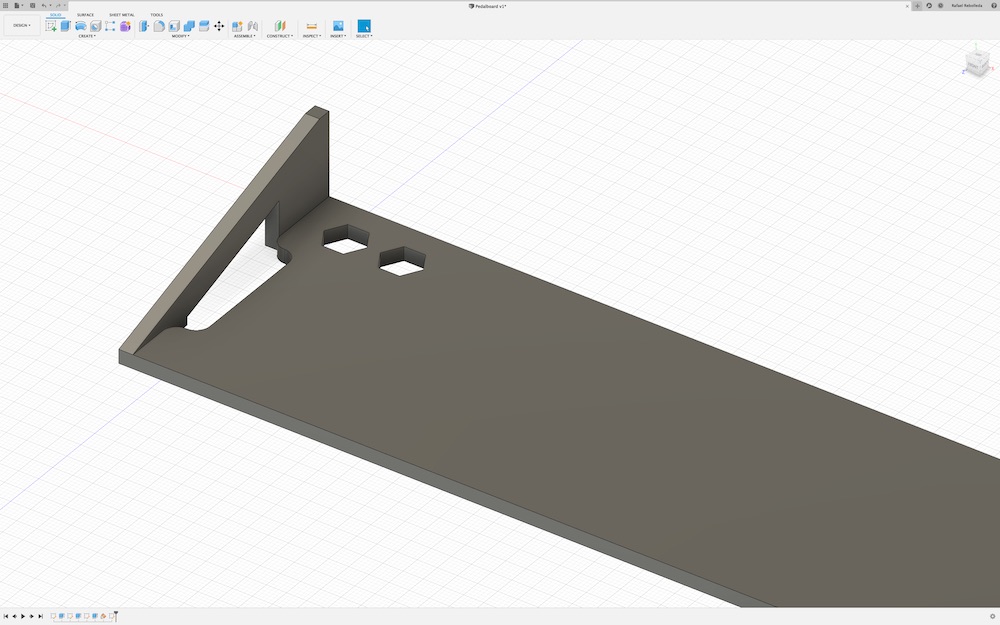 Pedalboard v1*
Rafael Rebolleda
SOLID SURFACE SHEET METAL TOOLS
DESIGN
CREATE MODIFY ASSEMBLE CONSTRUCT INSPECT INSERT SELECT